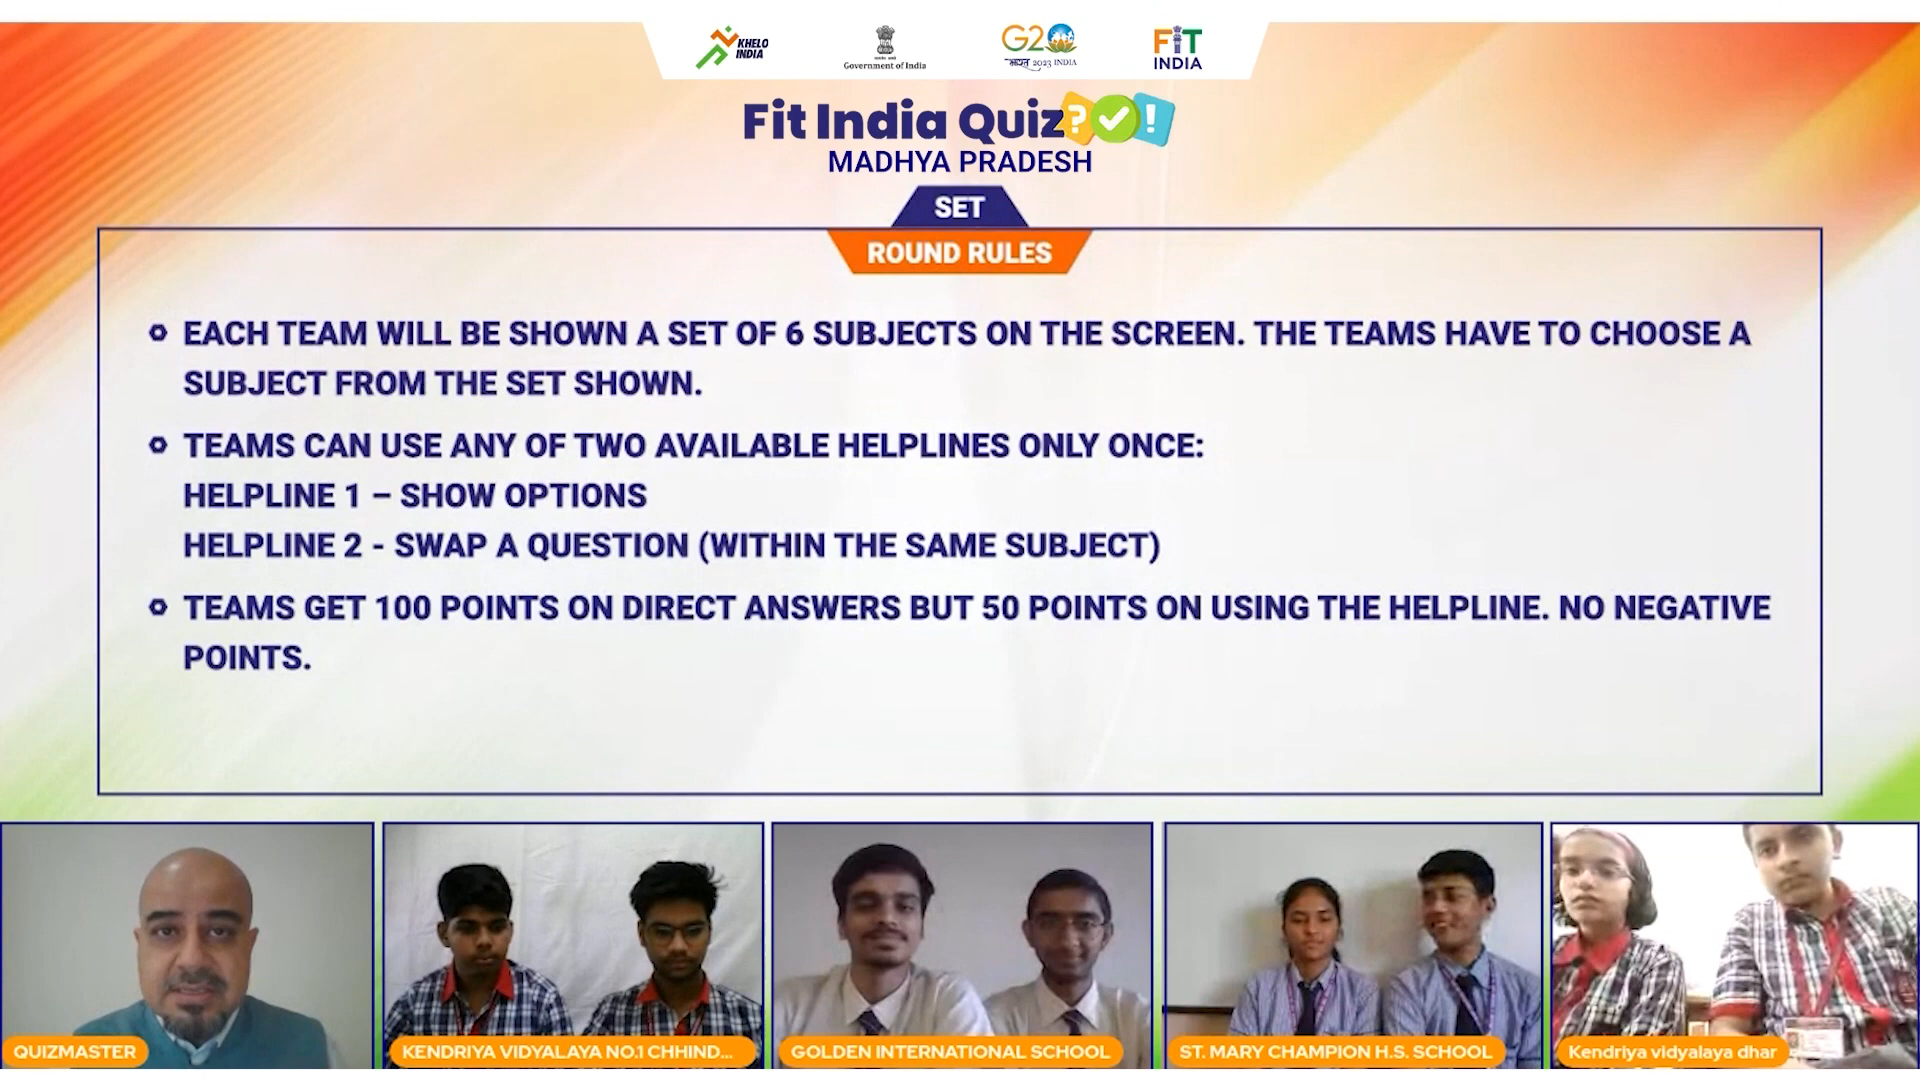 KHELO
INDIA
Government of India
G20
भारत 2023 INDIA
FIT
INDIA
Fit India Quiz?!
MADHYA PRADESH
SET
ROUND RULES
EACH TEAM WILL BE SHOWN A SET OF 6 SUBJECTS ON THE SCREEN. THE TEAMS HAVE TO CHOOSE A
SUBJECT FROM THE SET SHOWN.
TEAMS CAN USE ANY OF TWO AVAILABLE HELPLINES ONLY ONCE:
HELPLINE 1 – SHOW OPTIONS
HELPLINE 2 - SWAP A QUESTION (WITHIN THE SAME SUBJECT)
TEAMS GET 100 POINTS ON DIRECT ANSWERS BUT 50 POINTS ON USING THE HELPLINE. NO NEGATIVE
POINTS.
QUIZMASTER
KENDRIYA VIDYALAYA NO.1 CHHIND...
GOLDEN INTERNATIONAL SCHOOL
ST. MARY CHAMPION H.S. SCHOOL
Kendriya vidyalaya dhar